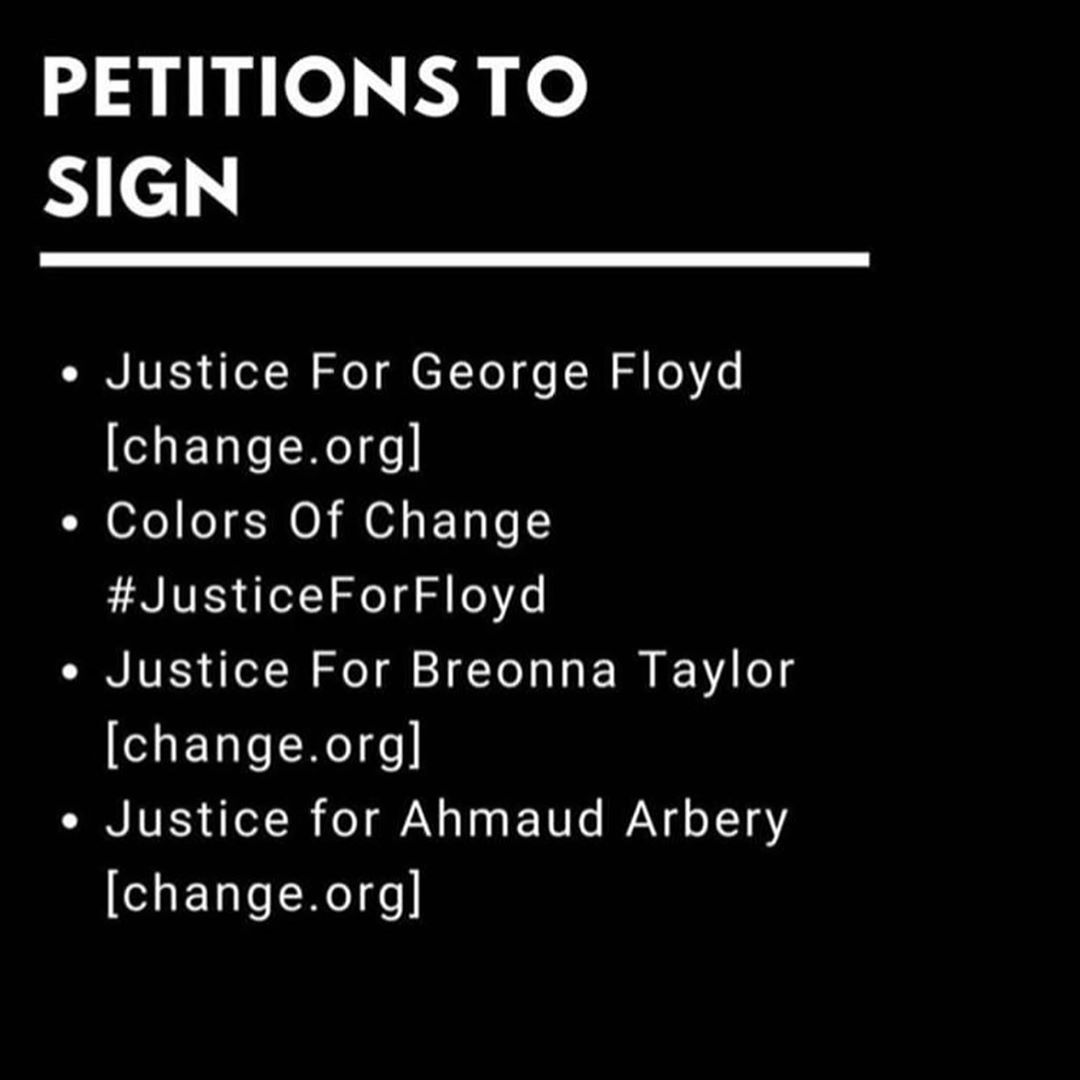 PETITIONS TO
SIGN
• Justice For George Floyd
[change.org]
• Colors Of Change
#JusticeForFloyd
• Justice For Breonna Taylor
[change.org]
• Justice for Ahmaud Arbery
[change.org]